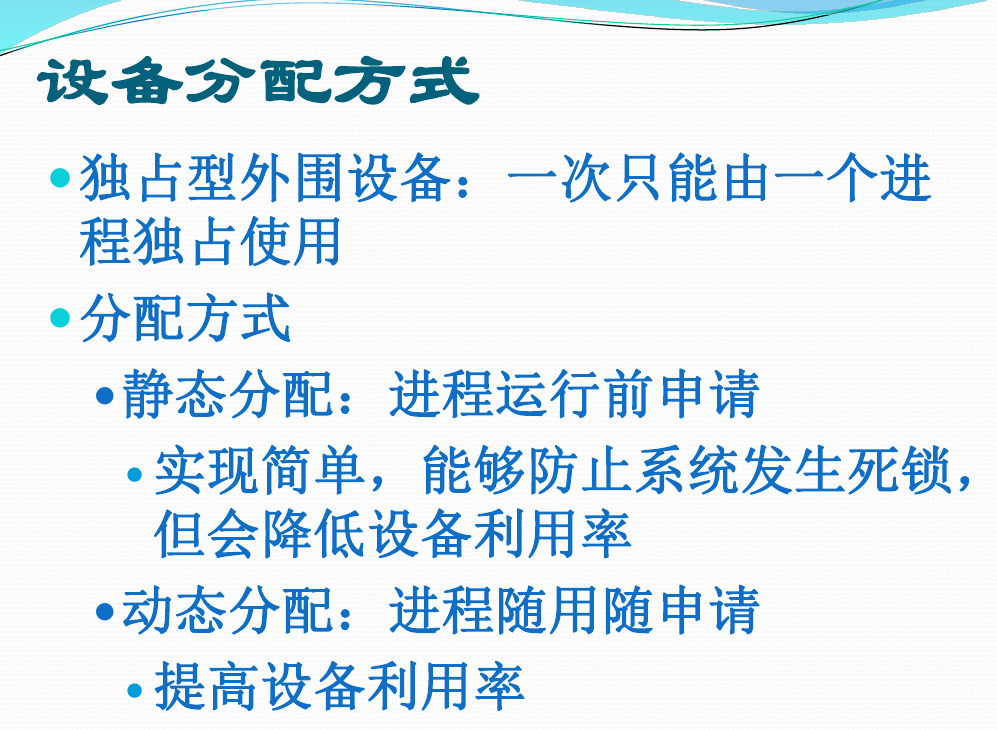 设备分配方式
•独占型外围设备：一次只能由一个进
程独占使用
•分配方式
•静态分配：进程运行前申请
•实现简单，能够防止系统发生死锁，
但会降低设备利用率
•动态分配：进程随用随申请
•提高设备利用率